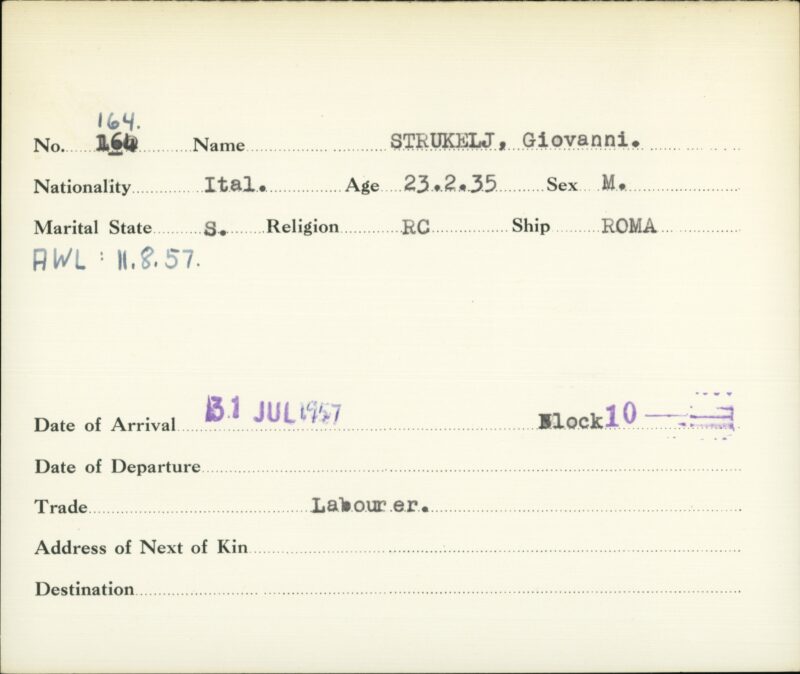 164.
No. 164 Name STRUKELJ, Giovanni.
Nationality Ital. Age 23.2.35 Sex M.
Marital State S. Religion RC Ship ROMA
AWL : 11.8.57.
Date of Arrival 31 JUL 1957 Block 10
Date of Departure
Trade Labourer.
Address of Next of Kin
Destination